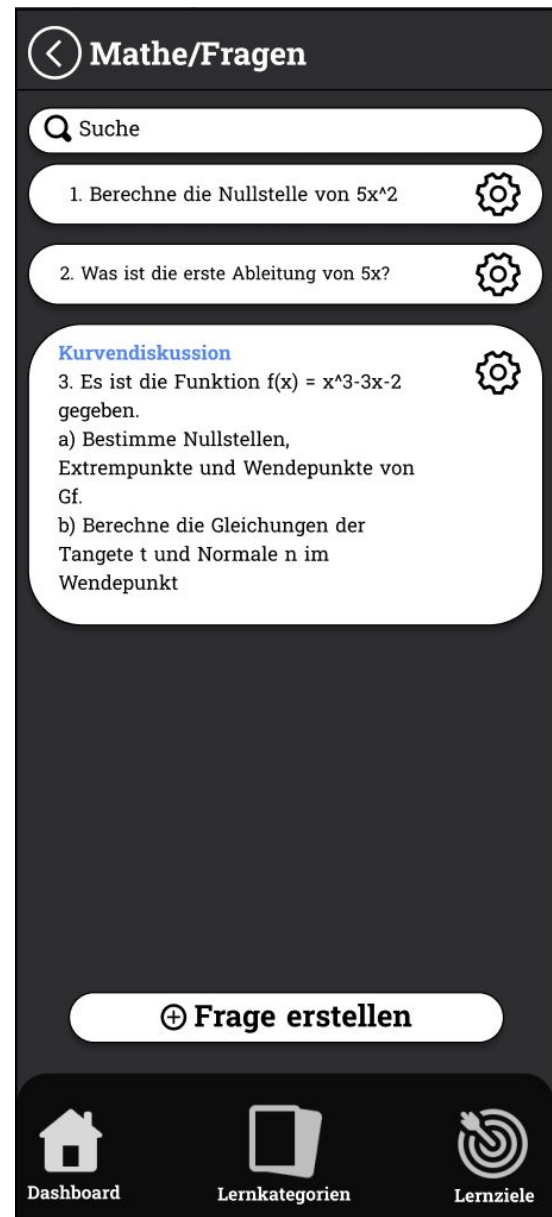 Mathe/Fragen
Suche
1. Berechne die Nullstelle von 5x^2
2. Was ist die erste Ableitung von 5x?
Kurvendiskussion
3. Es ist die Funktion f(x) = x^3-3x-2
gegeben.
a) Bestimme Nullstellen,
Extrempunkte und Wendepunkte von
Gf.
b) Berechne die Gleichungen der
Tangete t und Normale n im
Wendepunkt
Frage erstellen
Dashboard
Lernkategorien
Lernziele